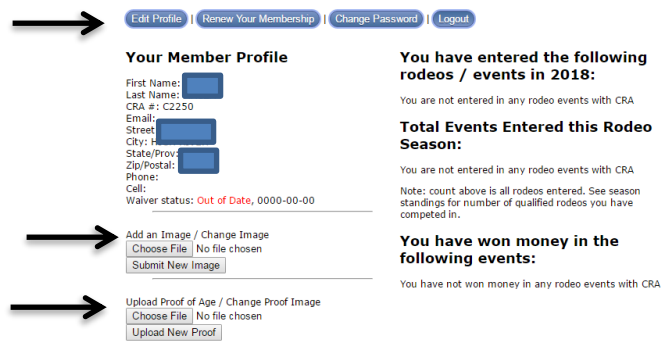 Edit Profile | Renew Your Membership | Change Password | Logout
Your Member Profile
First Name:
Last Name:
CRA #: C2250
Email:
Street
City:
State/Prov:
Zip/Postal:
Phone:
Cell:
Waiver status: Out of Date, 0000-00-00
Add an Image / Change Image
Choose File No file chosen
Submit New Image
Upload Proof of Age / Change Proof Image
Choose File No file chosen
Upload New Proof
You have entered the following
rodeos / events in 2018:
You are not entered in any rodeo events with CRA
Total Events Entered this Rodeo
Season:
You are not entered in any rodeo events with CRA
Note: count above is all rodeos entered. See season
standings for number of qualified rodeos you have
competed in.
You have won money in the
following events:
You have not won money in any rodeo events with CRA